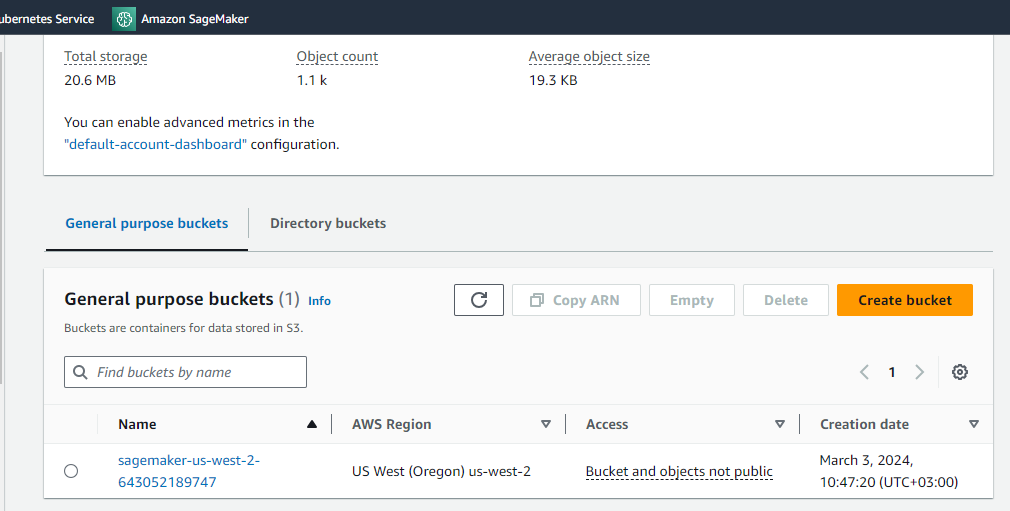 ubernetes Service Amazon SageMaker
Total storage Object count Average object size
20.6 MB 1.1 k 19.3 KB
You can enable advanced metrics in the
"default-account-dashboard" configuration.
General purpose buckets Directory buckets
General purpose buckets (1) Info
Copy ARN Empty Delete Create bucket
Buckets are containers for data stored in S3.
Find buckets by name
1
Name AWS Region Access Creation date
sagemaker-us-west-2-
643052189747
US West (Oregon) us-west-2
Bucket and objects not public
March 3, 2024,
10:47:20 (UTC+03:00)